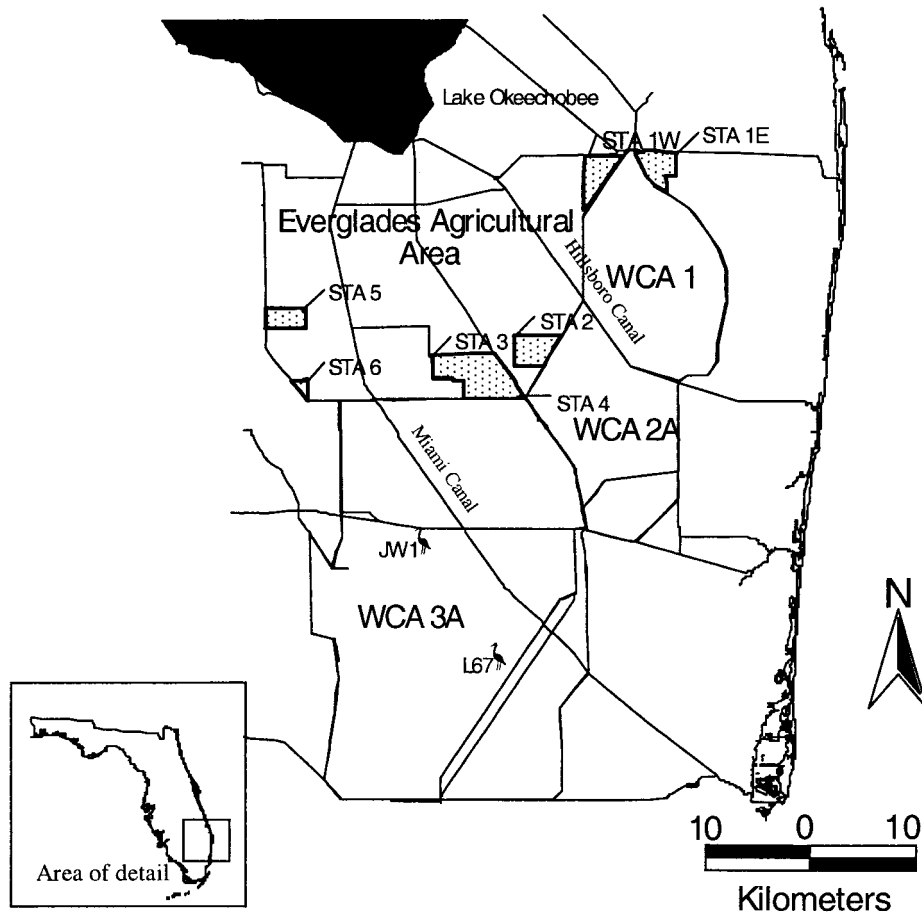 Lake Okeechobee
STA 1W
STA 1E
Everglades Agricultural
Area
Hillsboro Canal
WCA 1
STA 5
STA 2
STA 3
STA 6
STA 4
WCA 2A
Miami Canal
JW1
WCA 3A
L67
N
Area of detail
10 0 10
Kilometers